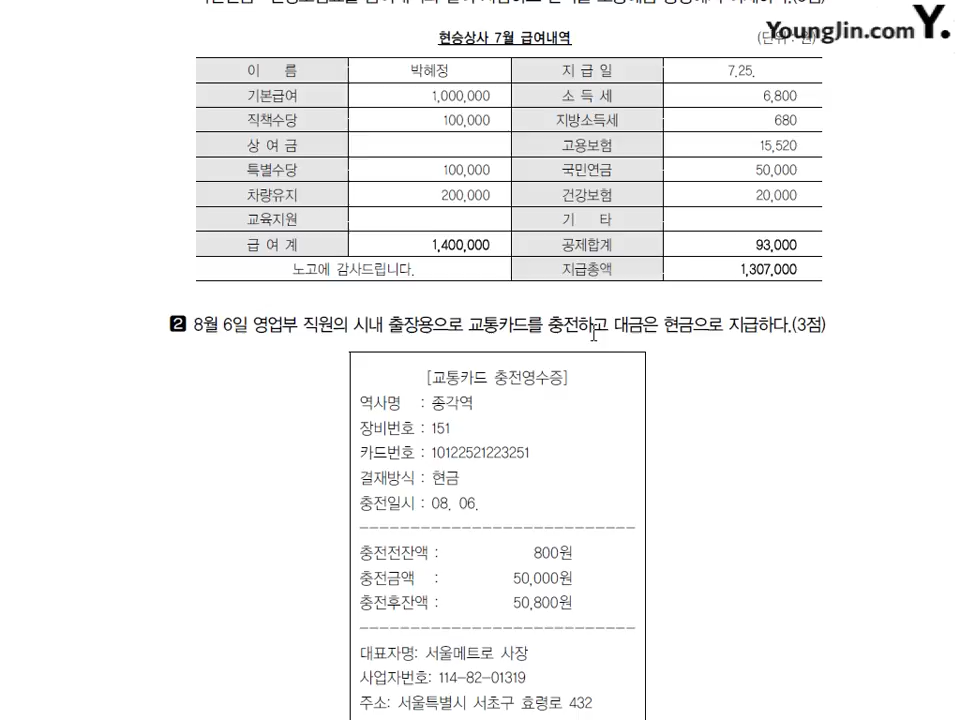 YoungJin.com Y.
현승상사 7월 급여내역
(단위 : 원)
이 름 박혜정 지 급 일 7.25.
기본급여 1,000,000 소 득 세 6,800
직책수당 100,000 지방소득세 680
상 여 금 고용보험 15,520
특별수당 100,000 국민연금 50,000
차량유지 200,000 건강보험 20,000
교육지원 기 타
급 여 계 1,400,000 공제합계 93,000
노고에 감사드립니다. 지급총액 1,307,000
2 8월 6일 영업부 직원의 시내 출장용으로 교통카드를 충전하고 대금은 현금으로 지급하다.(3점)
[교통카드 충전영수증]
역사명 : 종각역
장비번호 : 151
카드번호 : 10122521223251
결재방식 : 현금
충전일시 : 08. 06.
충전전잔액 : 800원
충전금액 : 50,000원
충전후잔액 : 50,800원
대표자명: 서울메트로 사장
사업자번호: 114-82-01319
주소: 서울특별시 서초구 효령로 432